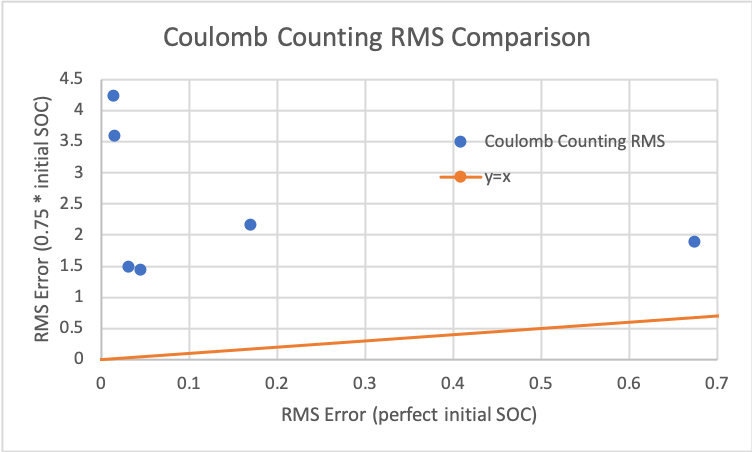 Coulomb Counting RMS Comparison
RMS Error (0.75 * initial SOC)
4.5
4
3.5
3
2.5
2
1.5
1
0.5
0
Coulomb Counting RMS
y=x
0 0.1 0.2 0.3 0.4 0.5 0.6 0.7
RMS Error (perfect initial SOC)